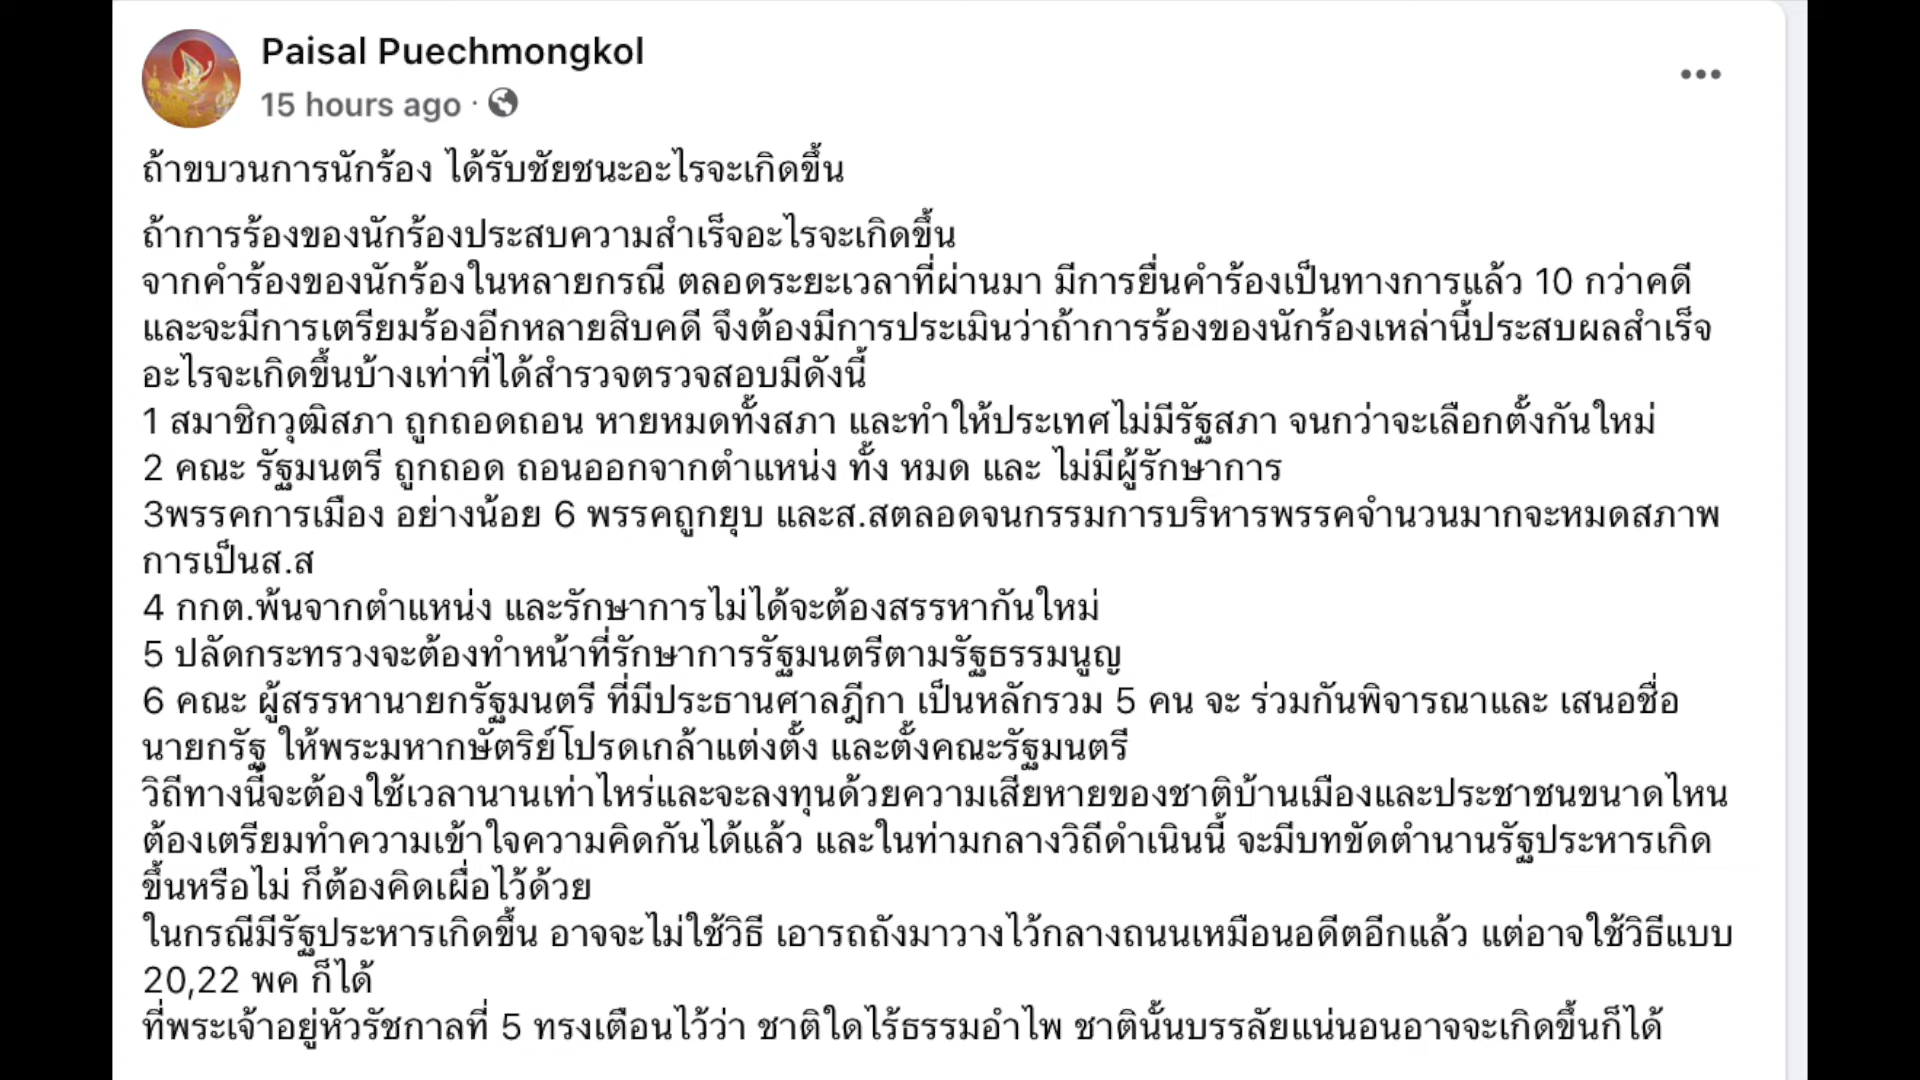 Paisal Puechmongkol
15 hours ago ·
ถ้าขบวนการนักร้อง ได้รับชัยชนะอะไรจะเกิดขึ้น
ถ้าการร้องของนักร้องประสบความสำเร็จอะไรจะเกิดขึ้น
จากคำร้องของนักร้องในหลายกรณี ตลอดระยะเวลาที่ผ่านมา มีการยื่นคำร้องเป็นทางการแล้ว 10 กว่าคดี
และจะมีการเตรียมร้องอีกหลายสิบคดี จึงต้องมีการประเมินว่าถ้าการร้องของนักร้องเหล่านี้ประสบผลสำเร็จ
อะไรจะเกิดขึ้นบ้างเท่าที่ได้สำรวจตรวจสอบมีดังนี้
1 สมาชิกวุฒิสภา ถูกถอดถอน หายหมดทั้งสภา และทำให้ประเทศไม่มีรัฐสภา จนกว่าจะเลือกตั้งกันใหม่
2 คณะ รัฐมนตรี ถูกถอด ถอนออกจากตำแหน่ง ทั้ง หมด และ ไม่มีผู้รักษาการ
3พรรคการเมือง อย่างน้อย 6 พรรคถูกยุบ และส.สตลอดจนกรรมการบริหารพรรคจำนวนมากจะหมดสภาพ
การเป็นส.ส
4 กกต.พ้นจากตำแหน่ง และรักษาการไม่ได้จะต้องสรรหากันใหม่
5 ปลัดกระทรวงจะต้องทำหน้าที่รักษาการรัฐมนตรีตามรัฐธรรมนูญ
6 คณะ ผู้สรรหานายกรัฐมนตรี ที่มีประธานศาลฎีกา เป็นหลักรวม 5 คน จะ ร่วมกันพิจารณาและ เสนอชื่อ
นายกรัฐ ให้พระมหากษัตริย์โปรดเกล้าแต่งตั้ง และตั้งคณะรัฐมนตรี
วิถีทางนี้จะต้องใช้เวลานานเท่าไหร่และจะลงทุนด้วยความเสียหายของชาติบ้านเมืองและประชาชนขนาดไหน
ต้องเตรียมทำความเข้าใจความคิดกันได้แล้ว และในท่ามกลางวิถีดำเนินนี้ จะมีบทขัดตำนานรัฐประหารเกิด
ขึ้นหรือไม่ ก็ต้องคิดเผื่อไว้ด้วย
ในกรณีมีรัฐประหารเกิดขึ้น อาจจะไม่ใช้วิธี เอารถถังมาวางไว้กลางถนนเหมือนอดีตอีกแล้ว แต่อาจใช้วิธีแบบ
20,22 พค ก็ได้
ที่พระเจ้าอยู่หัวรัชกาลที่ 5 ทรงเตือนไว้ว่า ชาติใดไร้ธรรมอำไพ ชาตินั้นบรรลัยแน่นอนอาจจะเกิดขึ้นก็ได้